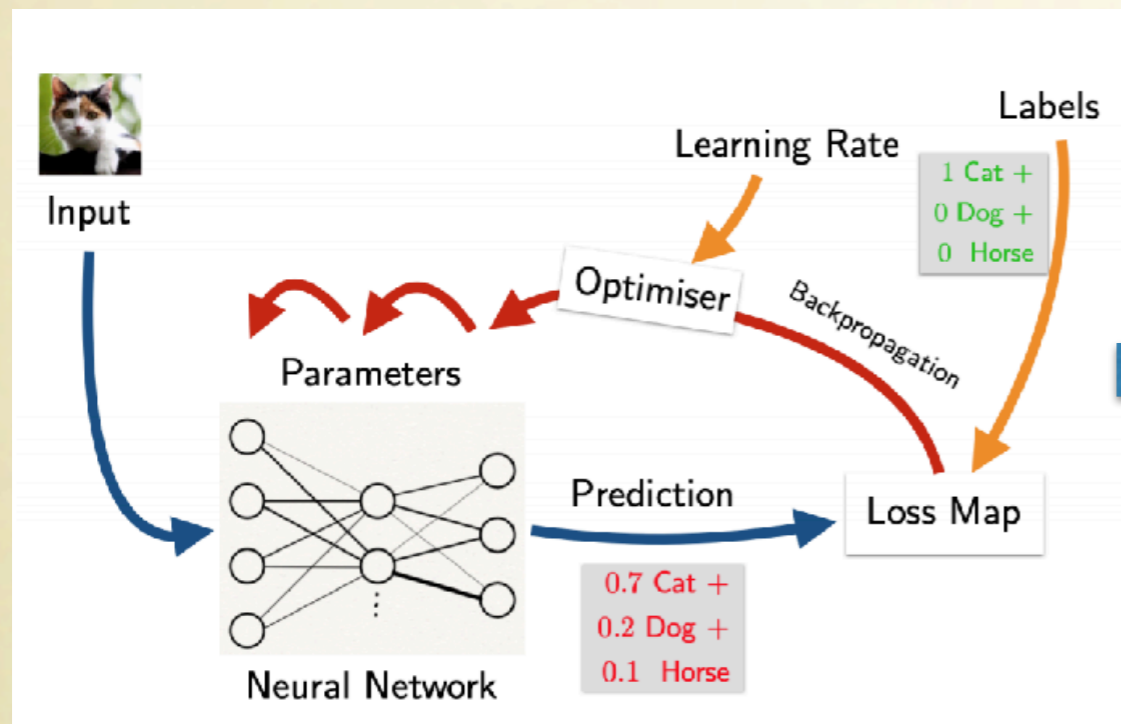 Labels
Learning Rate
1 Cat +
0 Dog +
0 Horse
Input
Optimiser
Backpropagation
Parameters
Prediction
Loss Map
0.7 Cat +
0.2 Dog +
0.1 Horse
Neural Network